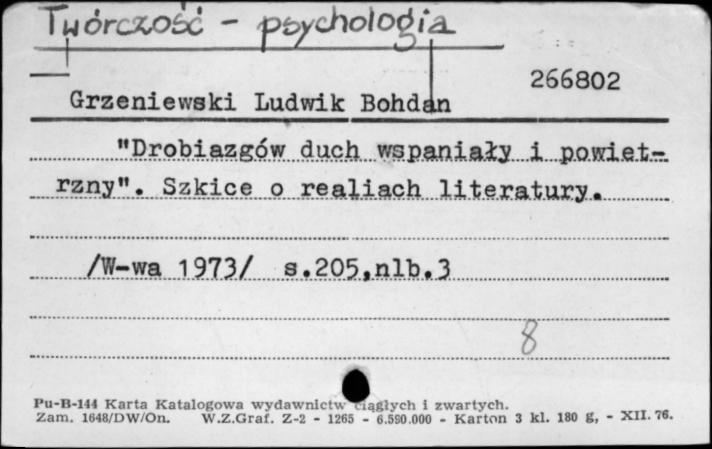 Twórczość - psychologia
266802
Grzeniewski Ludwik Bohdan
"Drobiazgów duch wspaniały i powiet-
rzny". Szkice o realiach literatury.
/W-wa 1973/ s.205,nlb.3
8
Pu-B-144 Karta Katalogowa wydawnictw ciągłych i zwartych.
Zam. 1648/DW/On. W.Z.Graf. Z-2 - 1265 - 6.590.000 - Karton 3 kl. 180 g, - XII. 76.